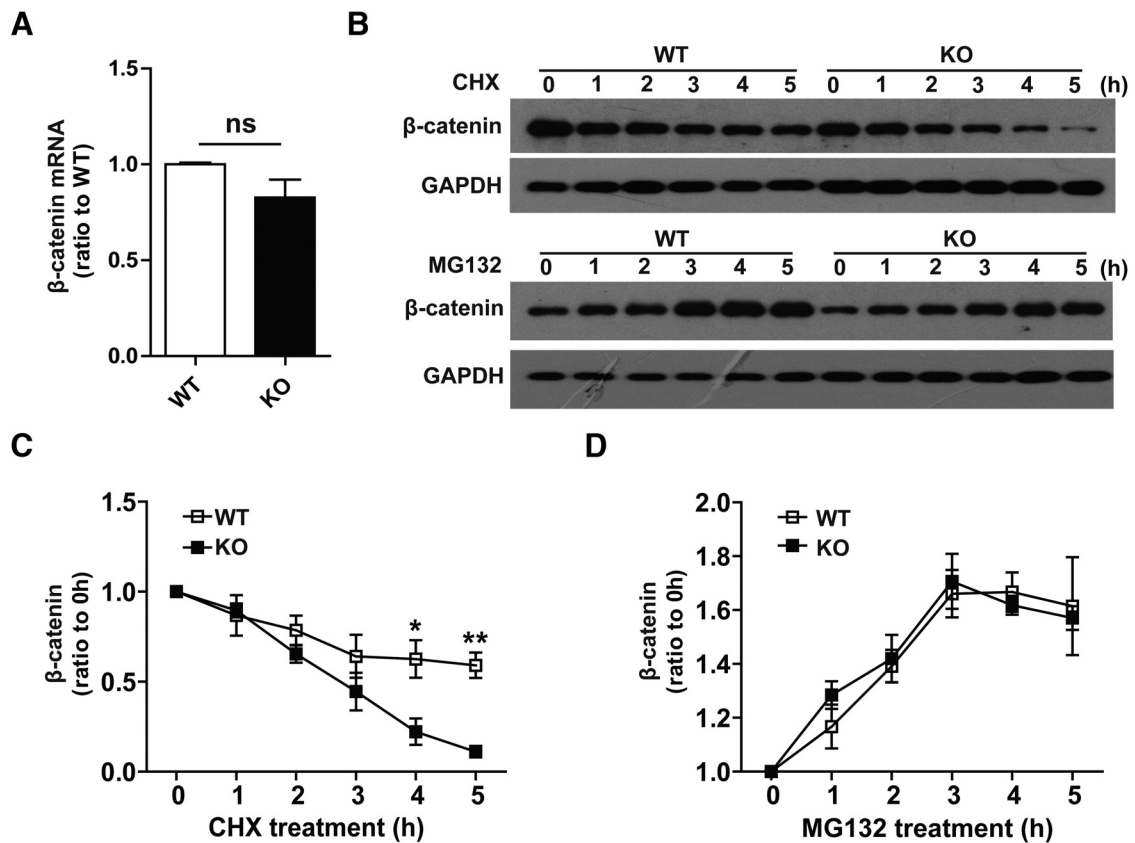 A
β-catenin mRNA
(ratio to WT)
1.5
1.0
0.5
0.0
ns
WT
KO
B
WT KO
CHX 0 1 2 3 4 5 0 1 2 3 4 5 (h)
β-catenin
GAPDH
WT KO
MG132 0 1 2 3 4 5 0 1 2 3 4 5 (h)
β-catenin
GAPDH
C
β-catenin
(ratio to 0h)
1.5
1.0
0.5
0.0
WT
KO
*
**
0 1 2 3 4 5
CHX treatment (h)
D
β-catenin
(ratio to 0h)
2.0
1.8
1.6
1.4
1.2
1.0
WT
KO
0 1 2 3 4 5
MG132 treatment (h)